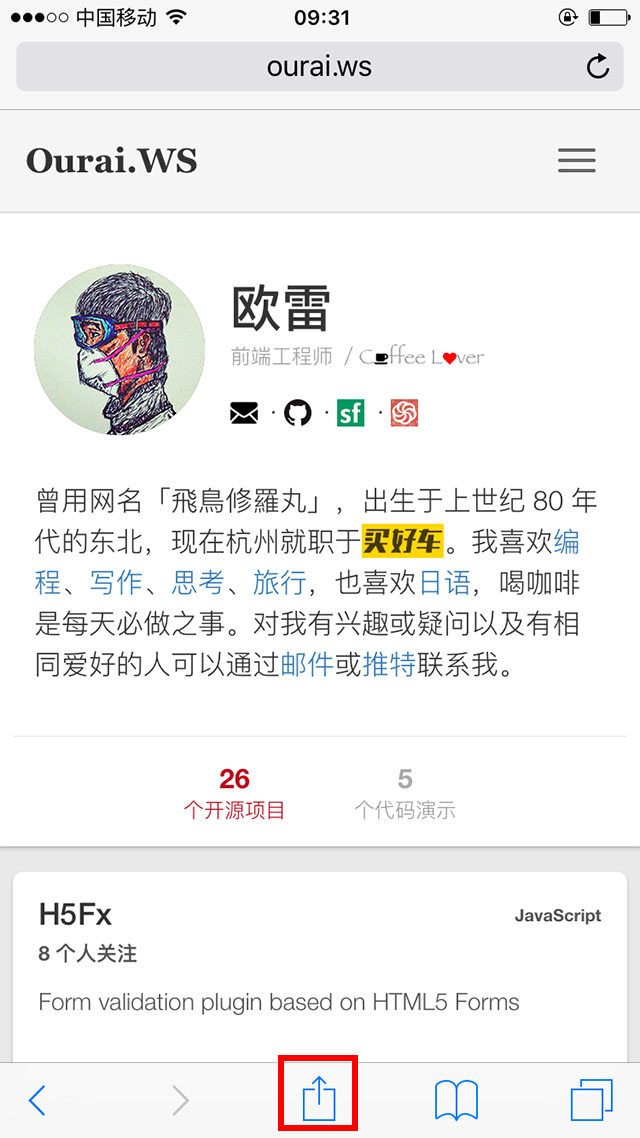 中国移动 09:31
ourai.ws
Ourai.WS
欧雷
前端工程师 / Coffee Lover
sf
曾用网名「飛鳥修羅丸」，出生于上世纪 80 年
代的东北，现在杭州就职于买好车。我喜欢编
程、写作、思考、旅行，也喜欢日语，喝咖啡
是每天必做之事。对我有兴趣或疑问以及有相
同爱好的人可以通过邮件或推特联系我。
26 5
个开源项目 个代码演示
H5Fx JavaScript
8 个人关注
Form validation plugin based on HTML5 Forms